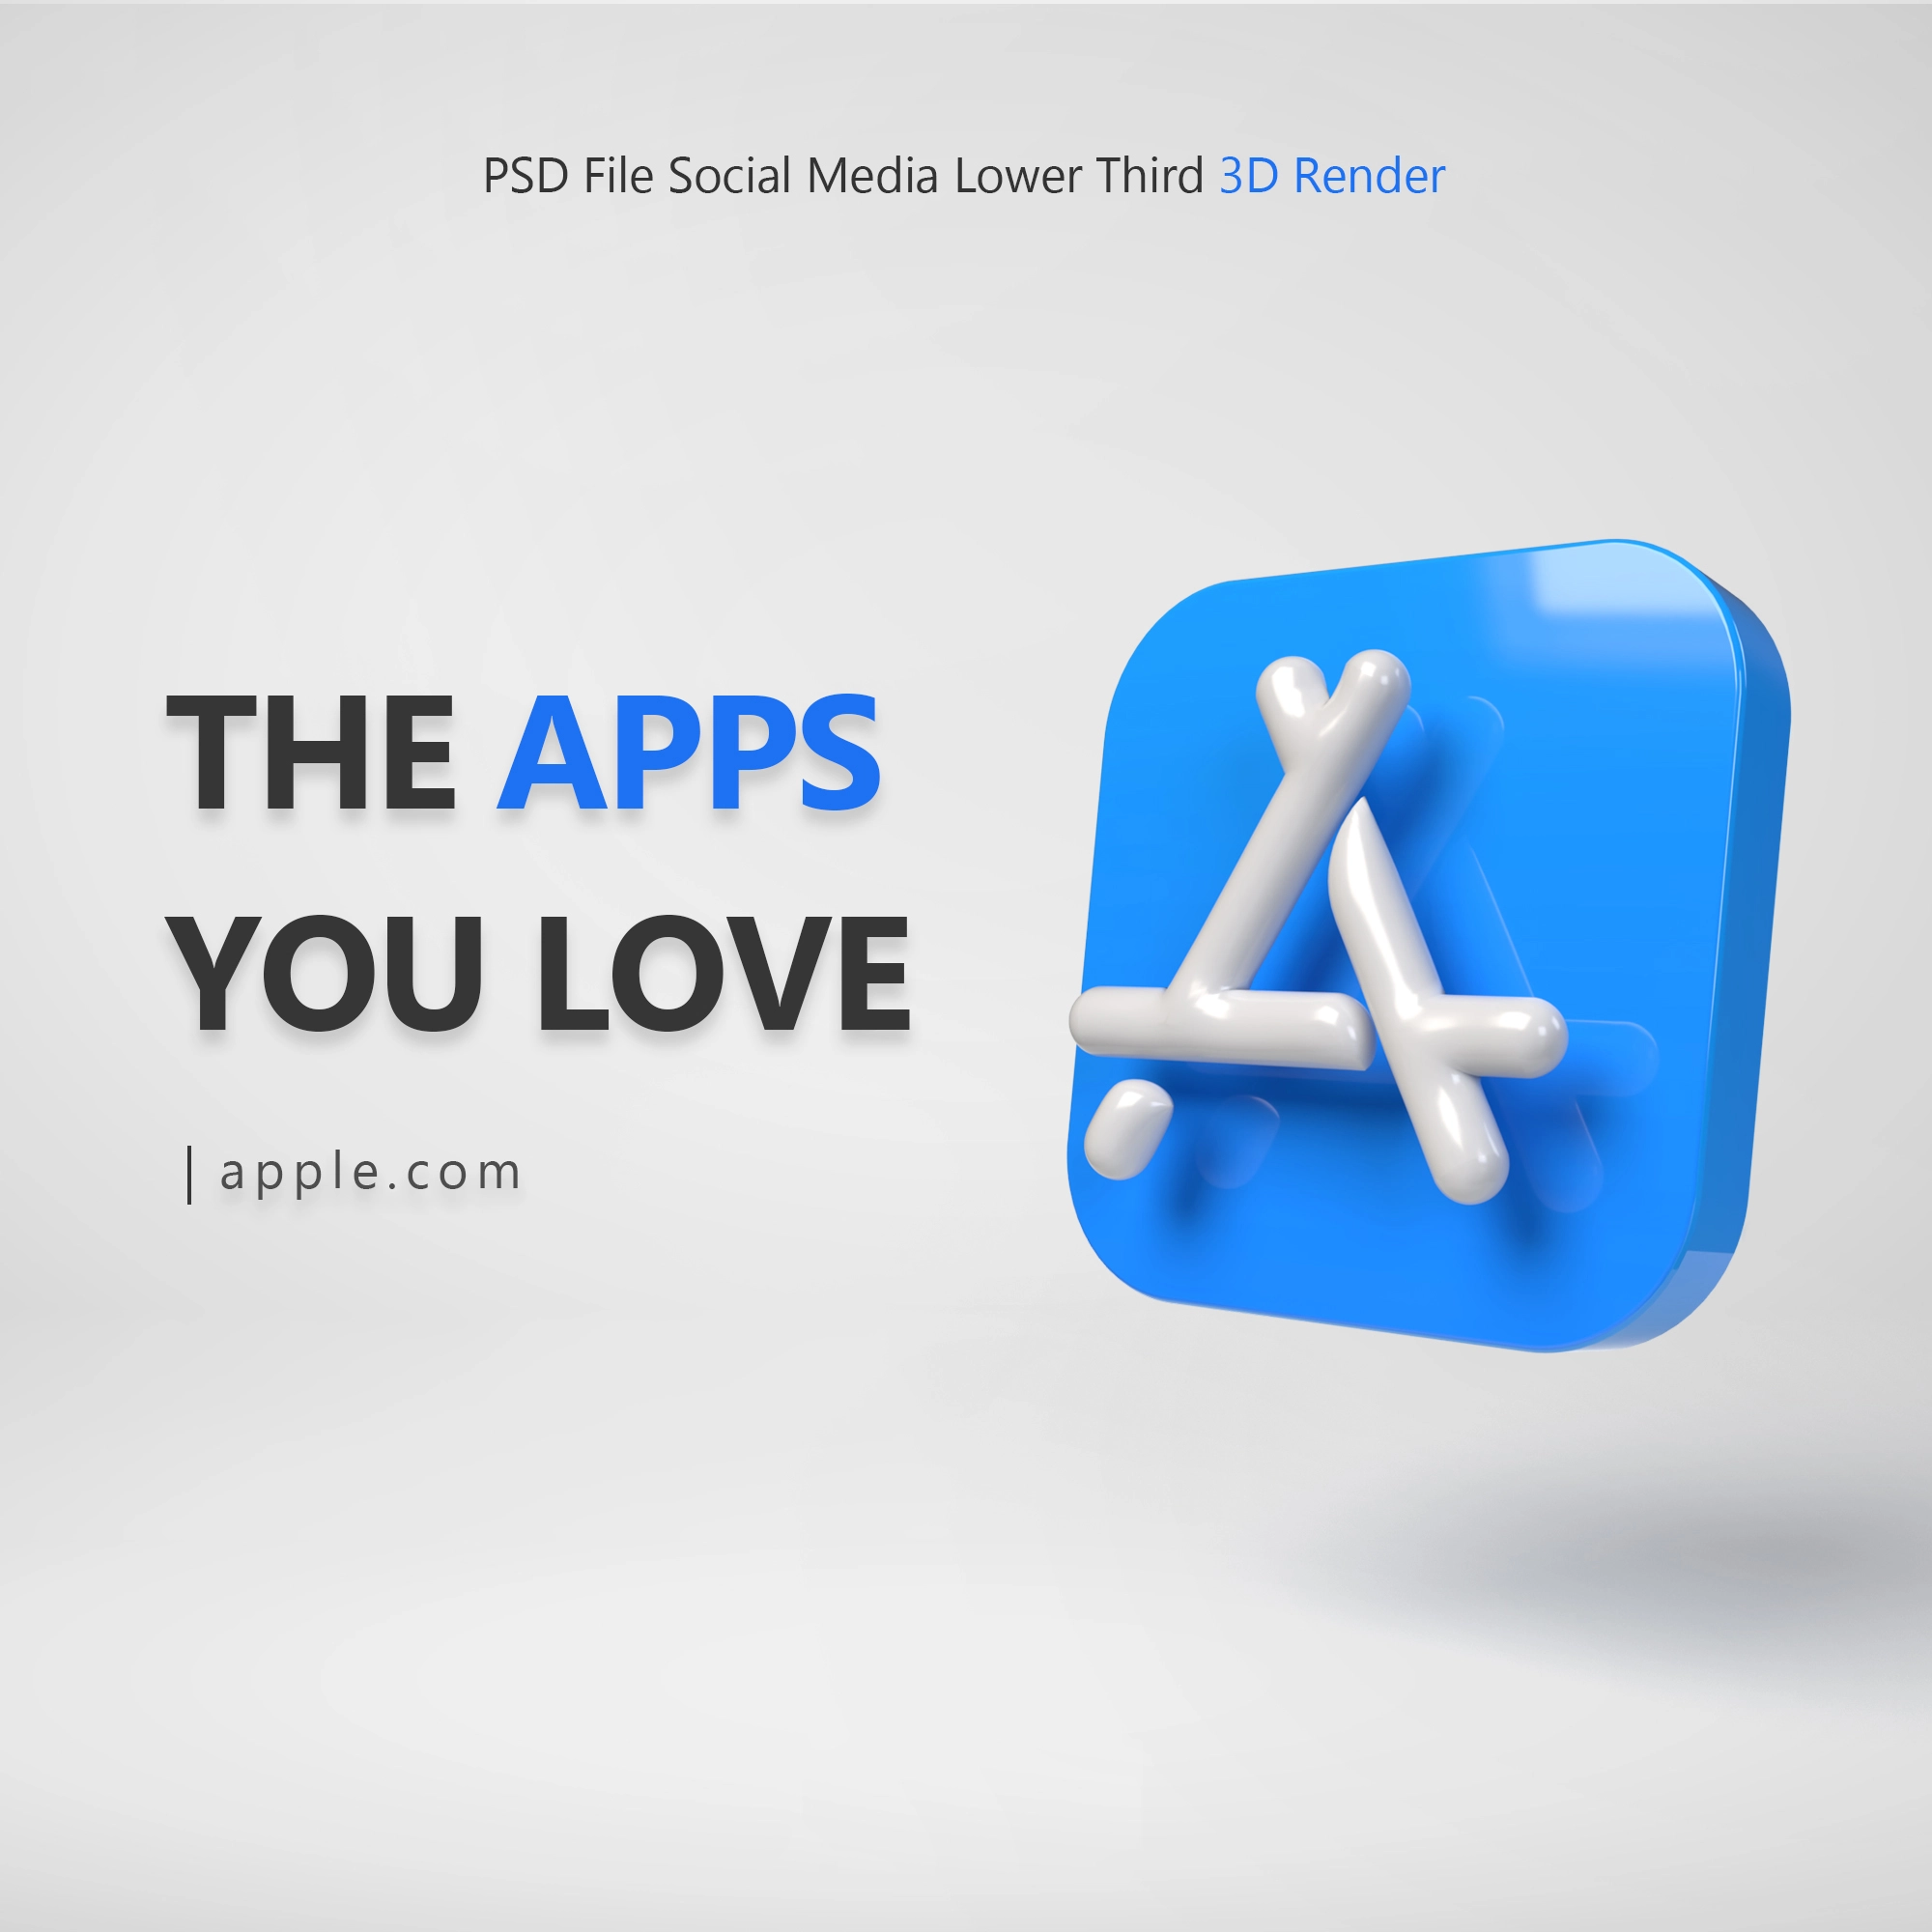 PSD File Social Media Lower Third 3D Render
THE APPS
YOU LOVE
| apple.com